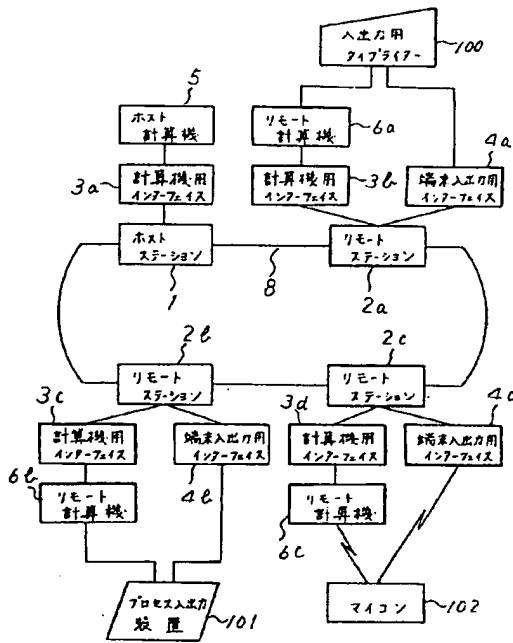 入出力用
タイプライター
100
5
ホスト
計算機
リモート
計算機
6a
4a
3a
計算機用
インターフェイス
計算機用
インターフェイス
3b
端末入出力用
インターフェイス
ホスト
ステーション
1
8
リモート
ステーション
2a
2b
リモート
ステーション
2c
リモート
ステーション
3c
計算機用
インターフェイス
端末入出力用
インターフェイス
4b
3d
計算機用
インターフェイス
4c
端末入出力用
インターフェイス
6b
リモート
計算機
リモート
計算機
6c
プロセス入出力
装置
101
マイコン
102